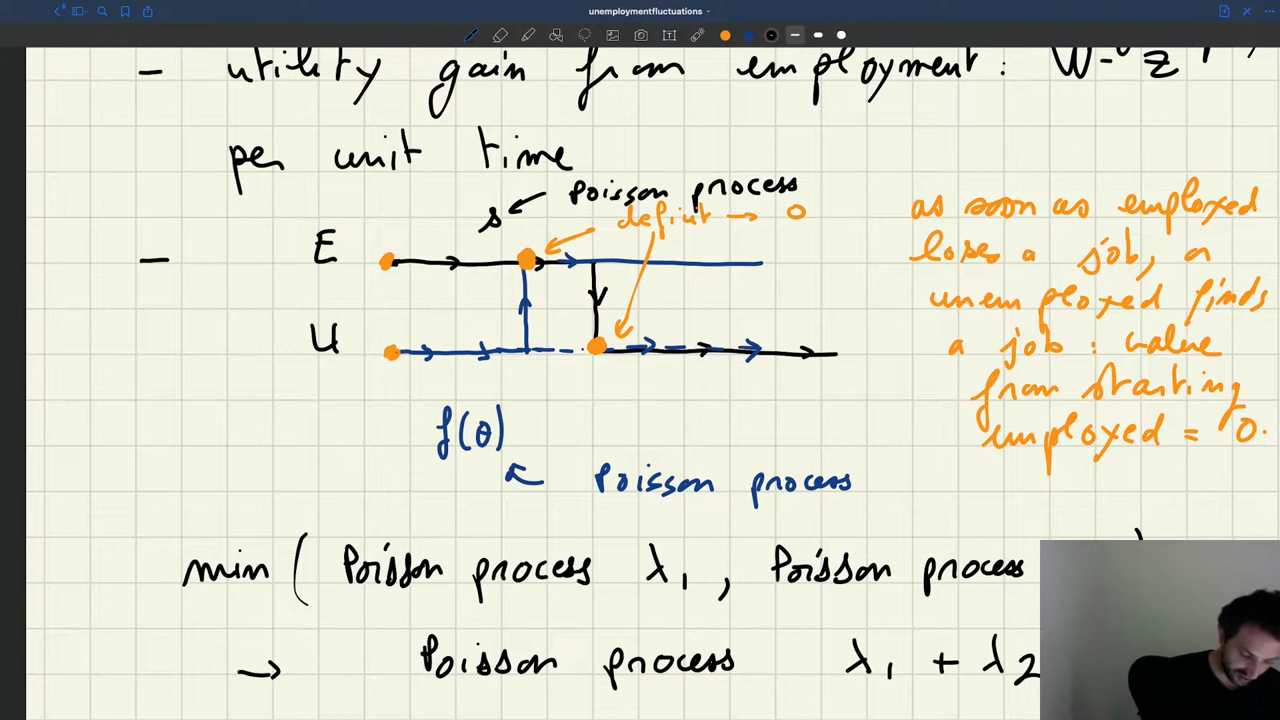 unemploymentfluctuations
- utility gain from employment: W - U^z
per unit time
s ← Poisson process
deficit → 0
- E
U
f(θ)
← Poisson process
as soon as employed
loses a job, or
unemployed finds
a job: value
from starting
employed = 0.
min ( Poisson process λ1, Poisson process
→ Poisson process λ1 + λ2